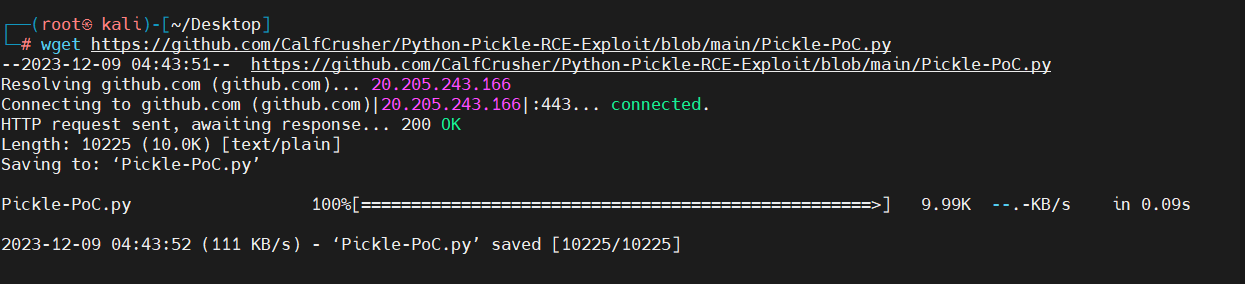 ┌──(root㉿ kali)-[~/Desktop]
└─# wget https://github.com/CalfCrusher/Python-Pickle-RCE-Exploit/blob/main/Pickle-PoC.py
--2023-12-09 04:43:51--  https://github.com/CalfCrusher/Python-Pickle-RCE-Exploit/blob/main/Pickle-PoC.py
Resolving github.com (github.com)... 20.205.243.166
Connecting to github.com (github.com)|20.205.243.166|:443... connected.
HTTP request sent, awaiting response... 200 OK
Length: 10225 (10.0K) [text/plain]
Saving to: ‘Pickle-PoC.py’
Pickle-PoC.py                  100%[===================================================>]   9.99K  --.-KB/s    in 0.09s
2023-12-09 04:43:52 (111 KB/s) - ‘Pickle-PoC.py’ saved [10225/10225]